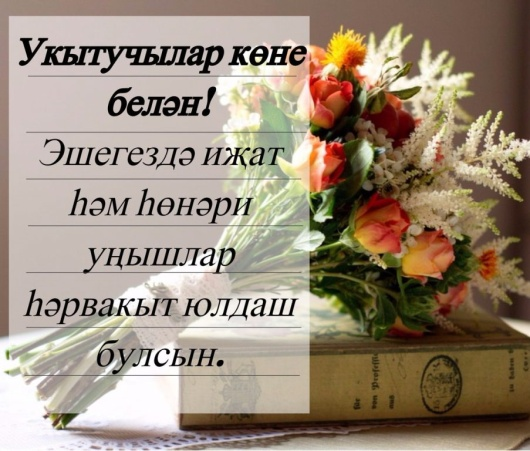 Укытучылар көне
белән!
Эшегездә иҗат
һәм һөнәри
уңышлар
һәрвакыт юлдаш
булсын.